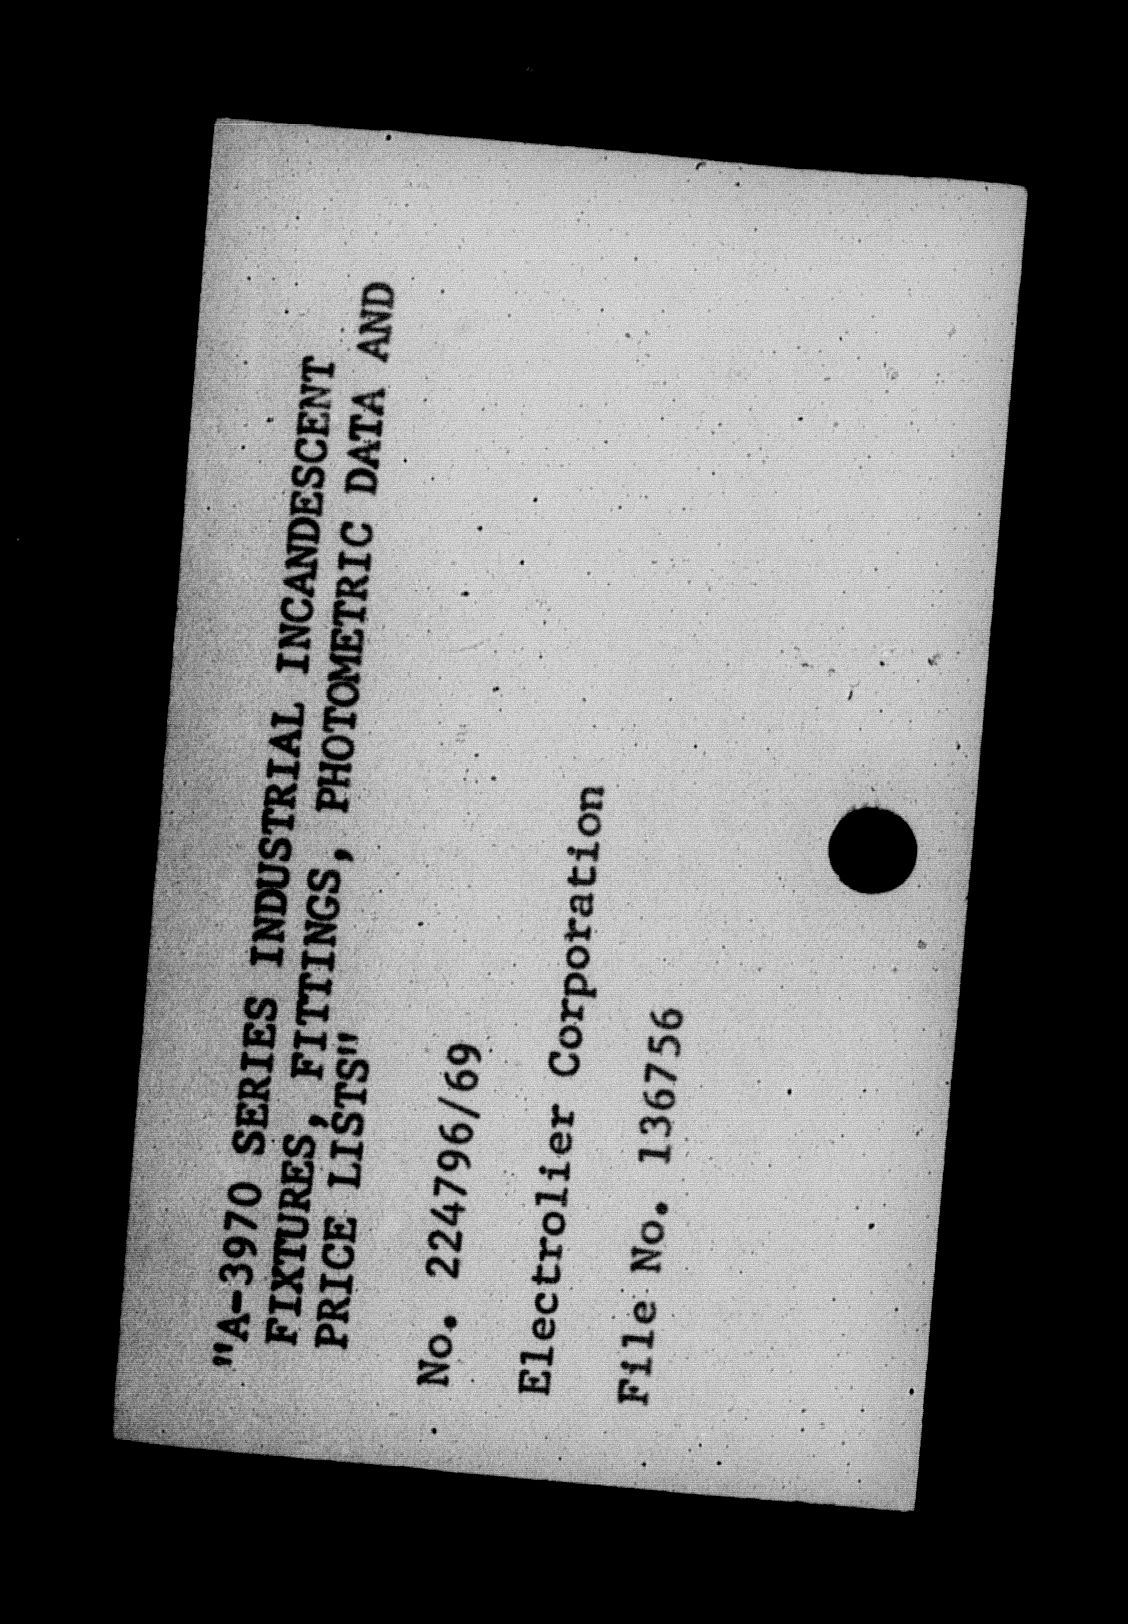 "A-3970 SERIES INDUSTRIAL INCANDESCENT
FIXTURES, FITTINGS, PHOTOMETRIC DATA AND
PRICE LISTS"
No. 224796/69
Electrolier Corporation
File No. 136756